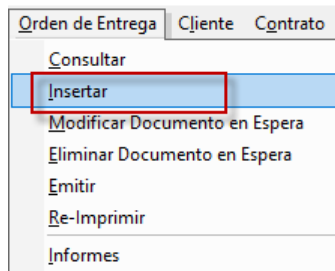 Orden de Entrega Cliente Contrato
Consultar
Insertar
Modificar Documento en Espera
Eliminar Documento en Espera
Emitir
Re-Imprimir
Informes